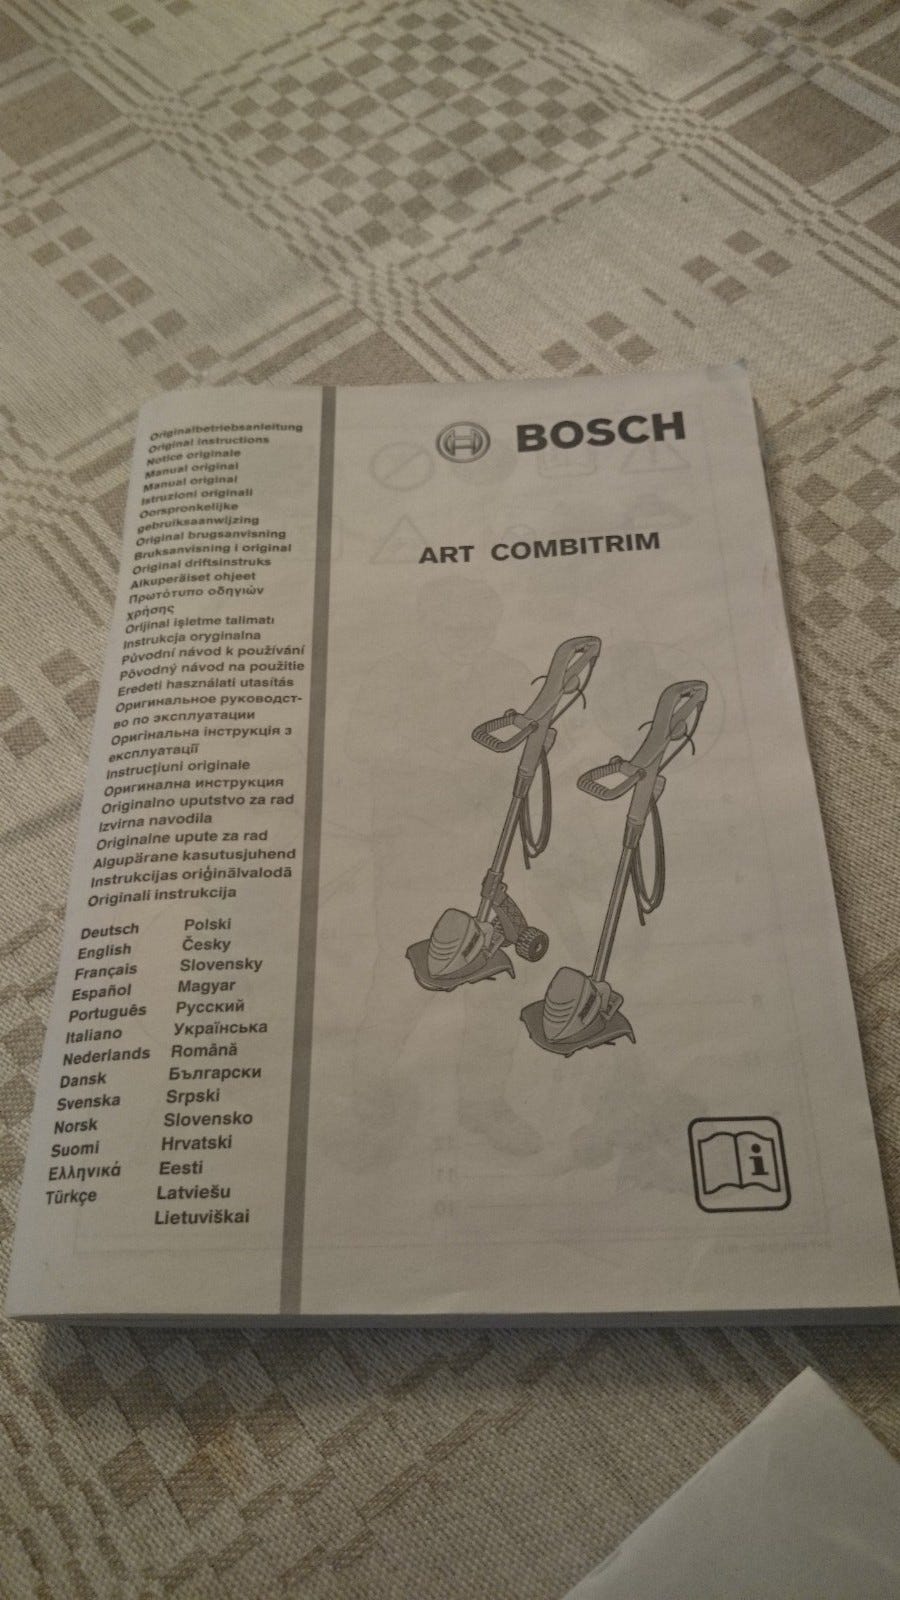 Originalbetriebsanleitung
Original instructions
Notice originale
Manual original
Manual original
Istruzioni originali
Oorspronkelijke
gebruiksaanwijzing
Original brugsanvisning
Bruksanvisning i original
Original driftsinstruks
Alkuperäiset ohjeet
Πρωτότυπο οδηγιών
χρήσης
Orijinal işletme talimatı
Instrukcja oryginalna
Původní návod k používání
Pôvodný návod na použitie
Eredeti használati utasítás
Оригинальное руководст-
во по эксплуатации
Оригінальна інструкція з
експлуатації
Instrucţiuni originale
Оригинална инструкция
Originalno uputstvo za rad
Izvirna navodila
Originalne upute za rad
Algupärane kasutusjuhend
Instrukcijas oriģinālvalodā
Originali instrukcija
Deutsch
English
Français
Español
Português
Italiano
Nederlands
Dansk
Svenska
Norsk
Suomi
Ελληνικά
Türkçe
Polski
Česky
Slovensky
Magyar
Русский
Українська
Română
Български
Srpski
Slovensko
Hrvatski
Eesti
Latviešu
Lietuviškai
BOSCH
ART COMBITRIM
i